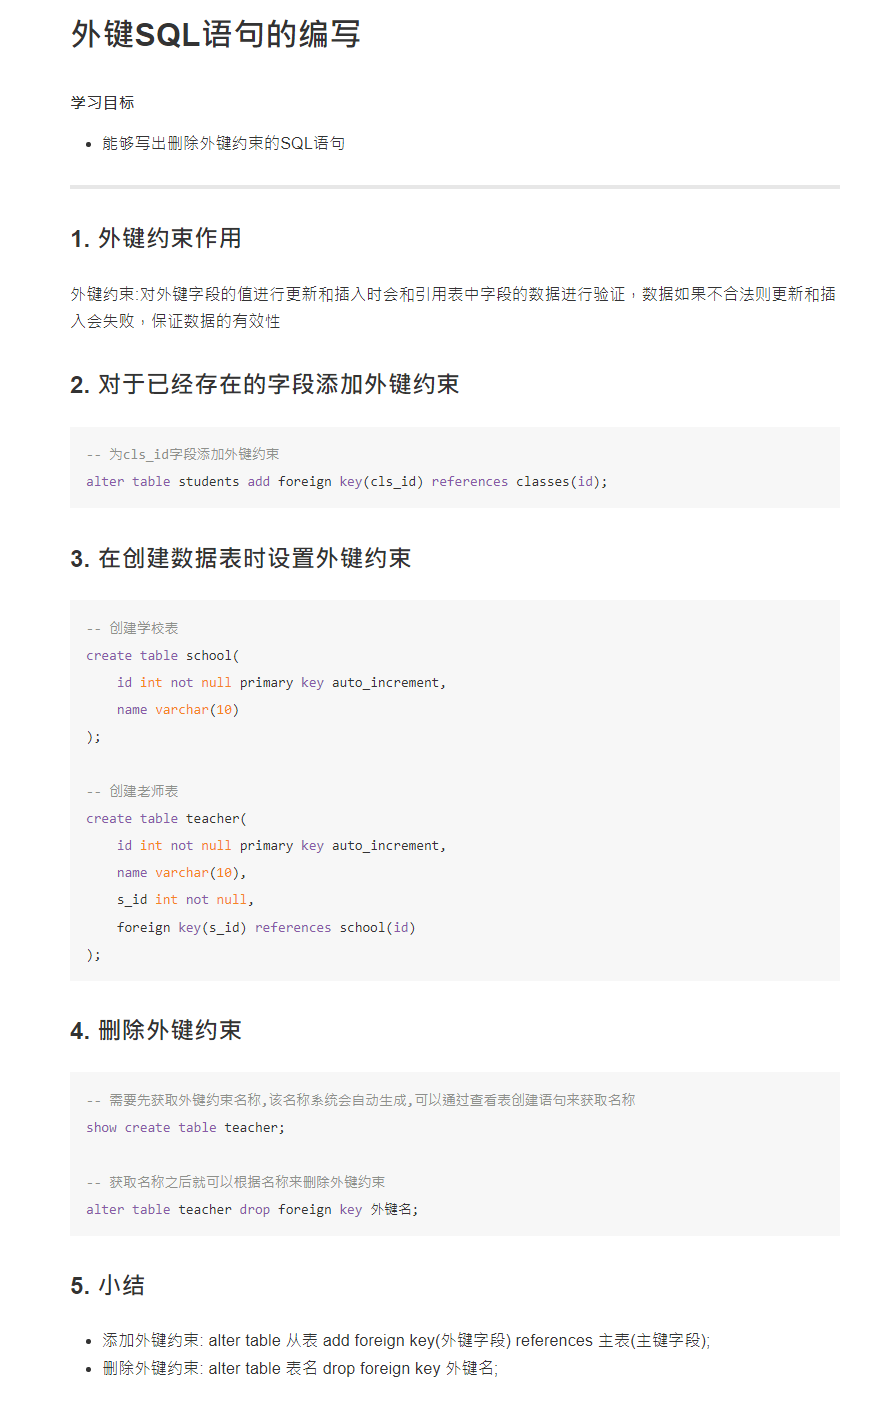 外键SQL语句的编写
学习目标
• 能够写出删除外键约束的SQL语句
1. 外键约束作用
外键约束:对外键字段的值进行更新和插入时会和引用表中字段的数据进行验证，数据如果不合法则更新和插
入会失败，保证数据的有效性
2. 对于已经存在的字段添加外键约束
-- 为cls_id字段添加外键约束
alter table students add foreign key(cls_id) references classes(id);
3. 在创建数据表时设置外键约束
-- 创建学校表
create table school(
    id int not null primary key auto_increment,
    name varchar(10)
);
-- 创建老师表
create table teacher(
    id int not null primary key auto_increment,
    name varchar(10),
    s_id int not null,
    foreign key(s_id) references school(id)
);
4. 删除外键约束
-- 需要先获取外键约束名称,该名称系统会自动生成,可以通过查看表创建语句来获取名称
show create table teacher;
-- 获取名称之后就可以根据名称来删除外键约束
alter table teacher drop foreign key 外键名;
5. 小结
• 添加外键约束: alter table 从表 add foreign key(外键字段) references 主表(主键字段);
• 删除外键约束: alter table 表名 drop foreign key 外键名;